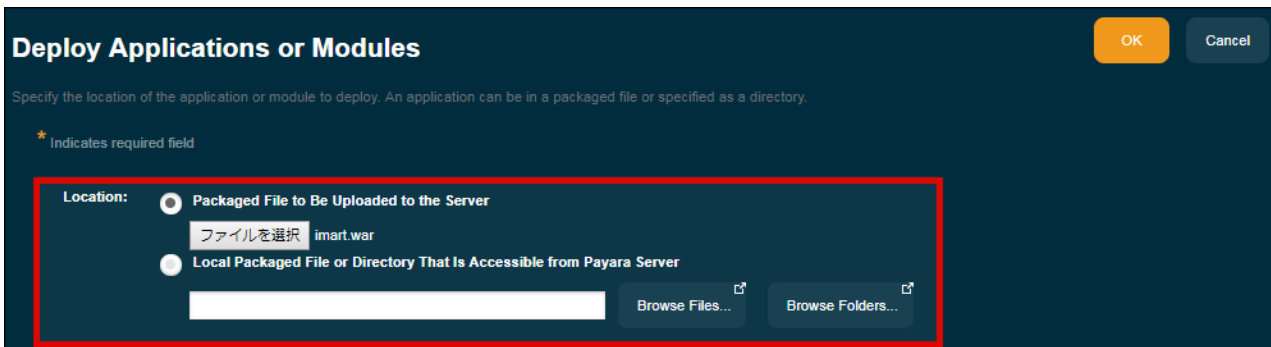 Deploy Applications or Modules
OK
Cancel
Specify the location of the application or module to deploy. An application can be in a packaged file or specified as a directory.
* Indicates required field
Location:
Packaged File to Be Uploaded to the Server
ファイルを選択 imart.war
Local Packaged File or Directory That Is Accessible from Payara Server
Browse Files...
Browse Folders...